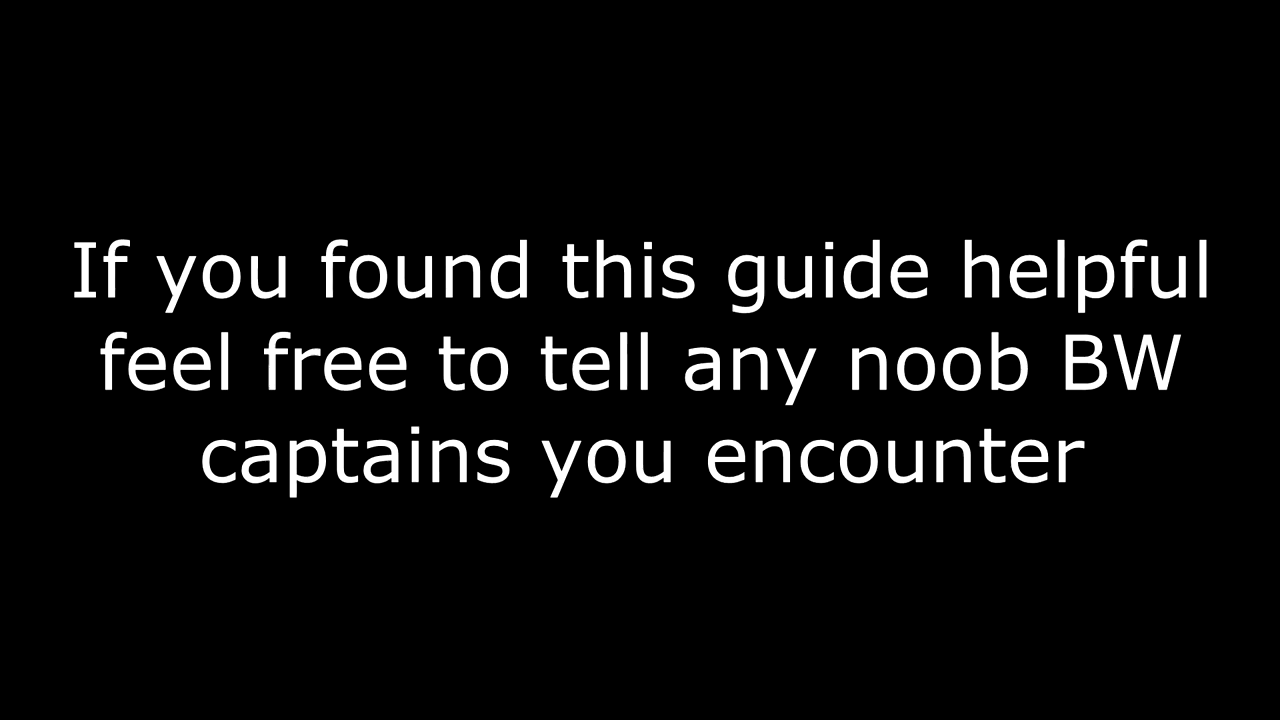 If you found this guide helpful
feel free to tell any noob BW
captains you encounter